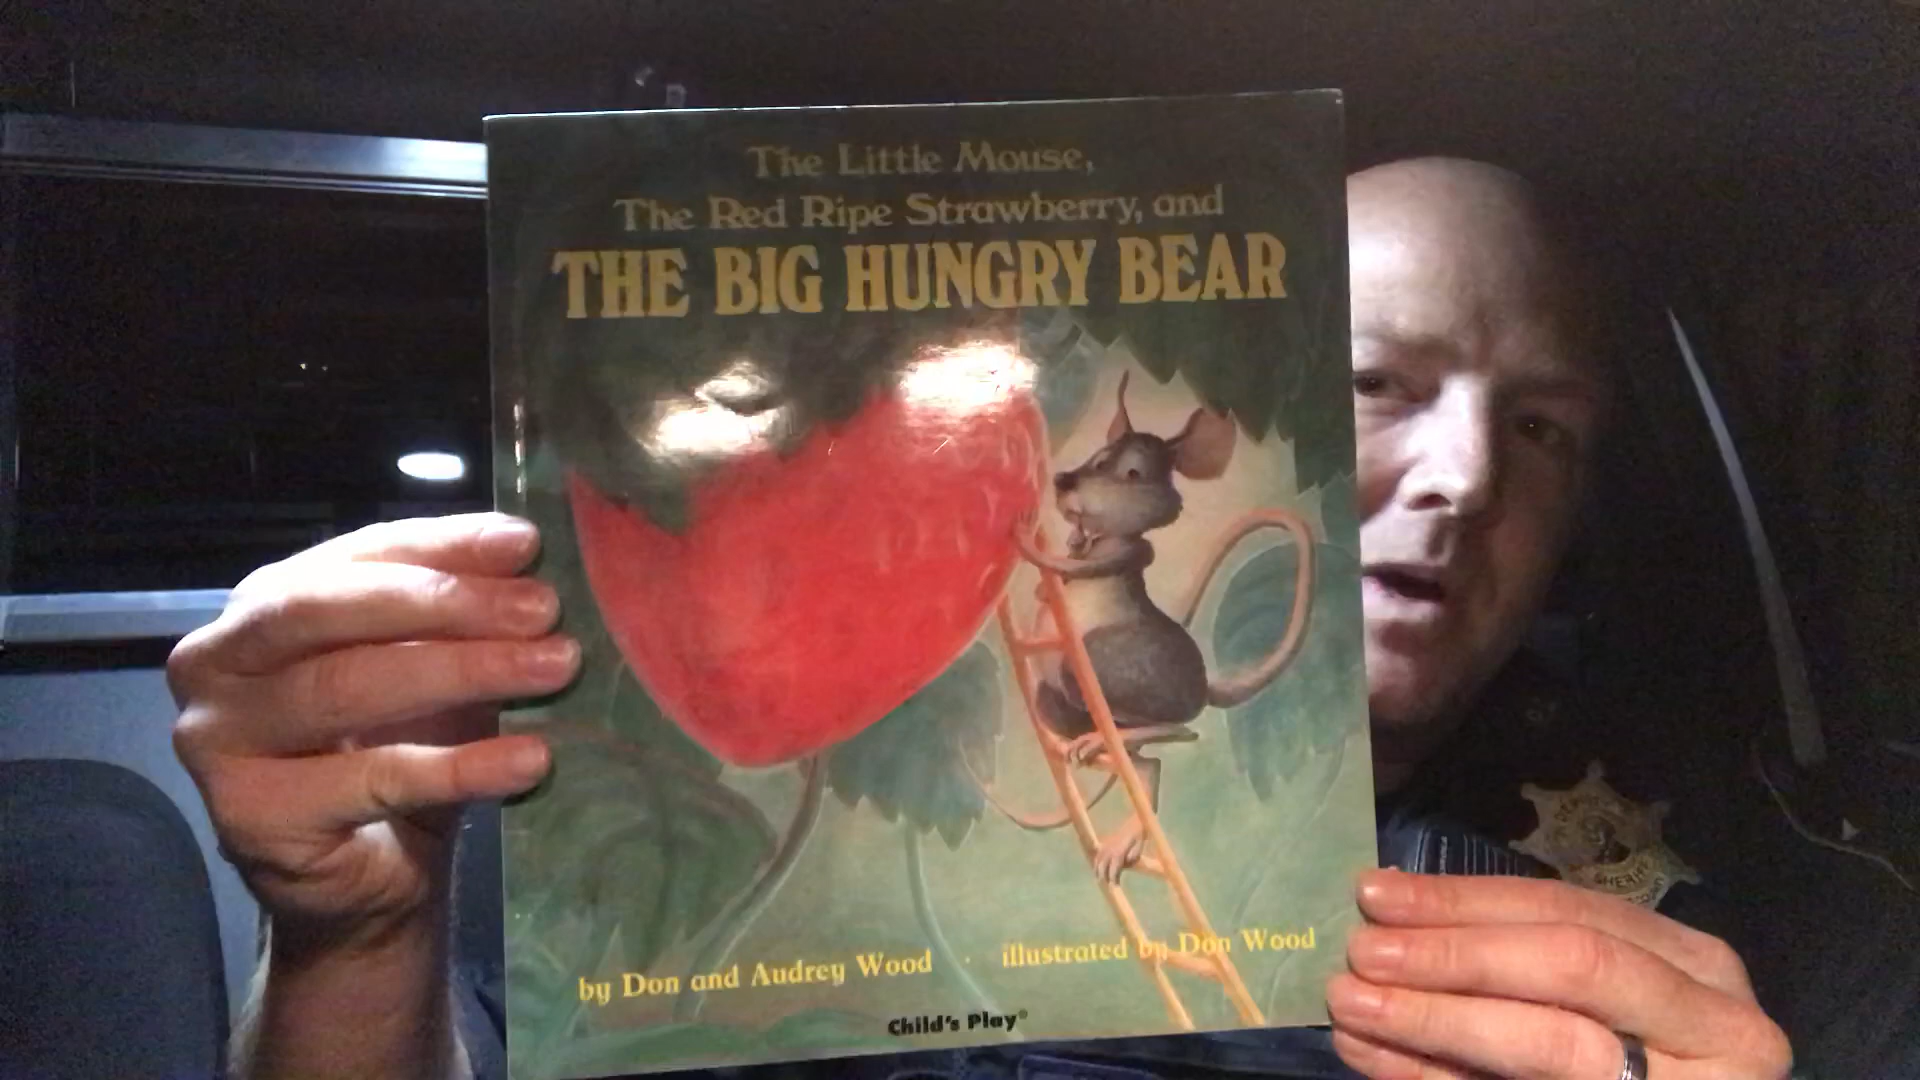 The Little Mouse,
The Red Ripe Strawberry, and
THE BIG HUNGRY BEAR
by Don and Audrey Wood · illustrated by Don Wood
Child's Play®
SHERIFF